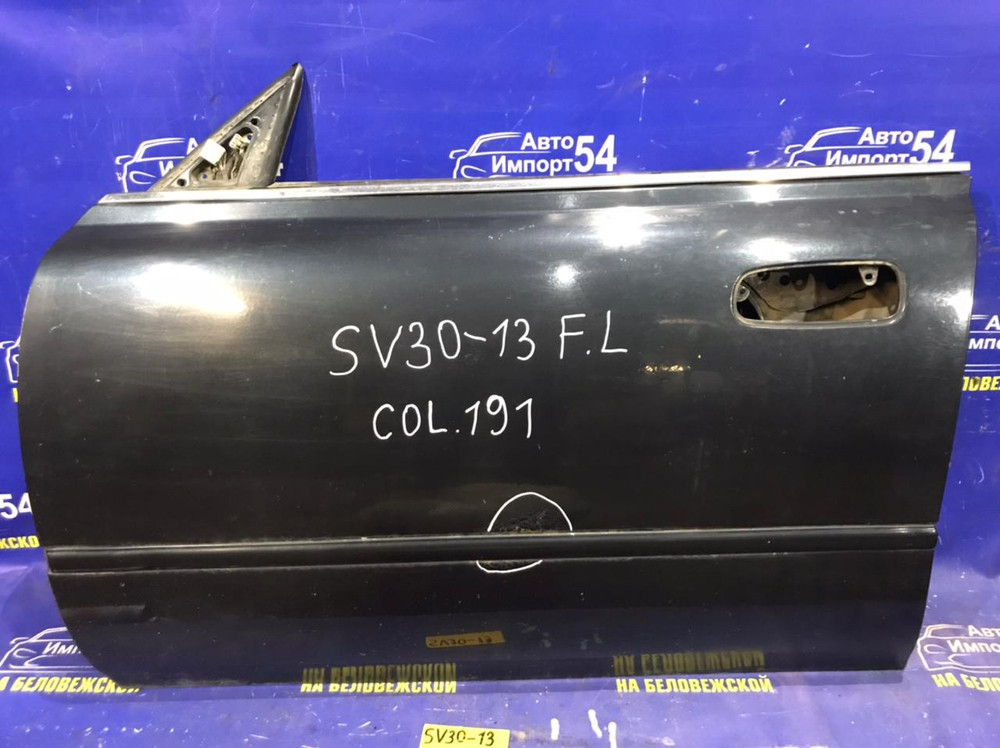 Авто
Импорт54
Авто
Импорт54
SV30-13 F.L
COL.191
54
НА БЕЛОВЕЖСКОЙ
НА БЕЛОВЕЖСКОЙ
НА БЕЛОВЕЖСКОЙ
SV30-13